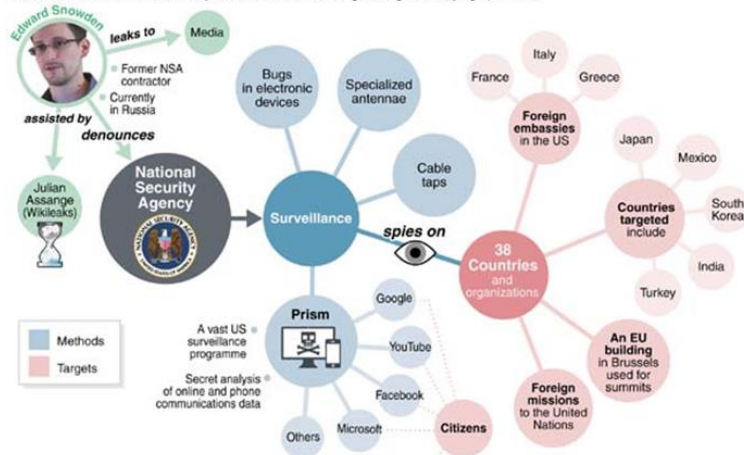 Edward Snowden
leaks to
Media
Former NSA
contractor
Currently
in Russia
assisted by
denounces
Julian
Assange
(Wikileaks)
National
Security
Agency
NATIONAL SECURITY AGENCY
Surveillance
Bugs
in electronic
devices
Specialized
antennae
Cable
taps
spies on
38
Countries
and
organizations
Foreign
embassies
in the US
France
Italy
Greece
Countries
targeted
include
Japan
Mexico
South
Korea
India
Turkey
An EU
building
in Brussels
used for
summits
Foreign
missions
to the United
Nations
Prism
A vast US
surveillance
programme
Secret analysis
of online and phone
communications data
Google
YouTube
Facebook
Microsoft
Others
Citizens
Methods
Targets